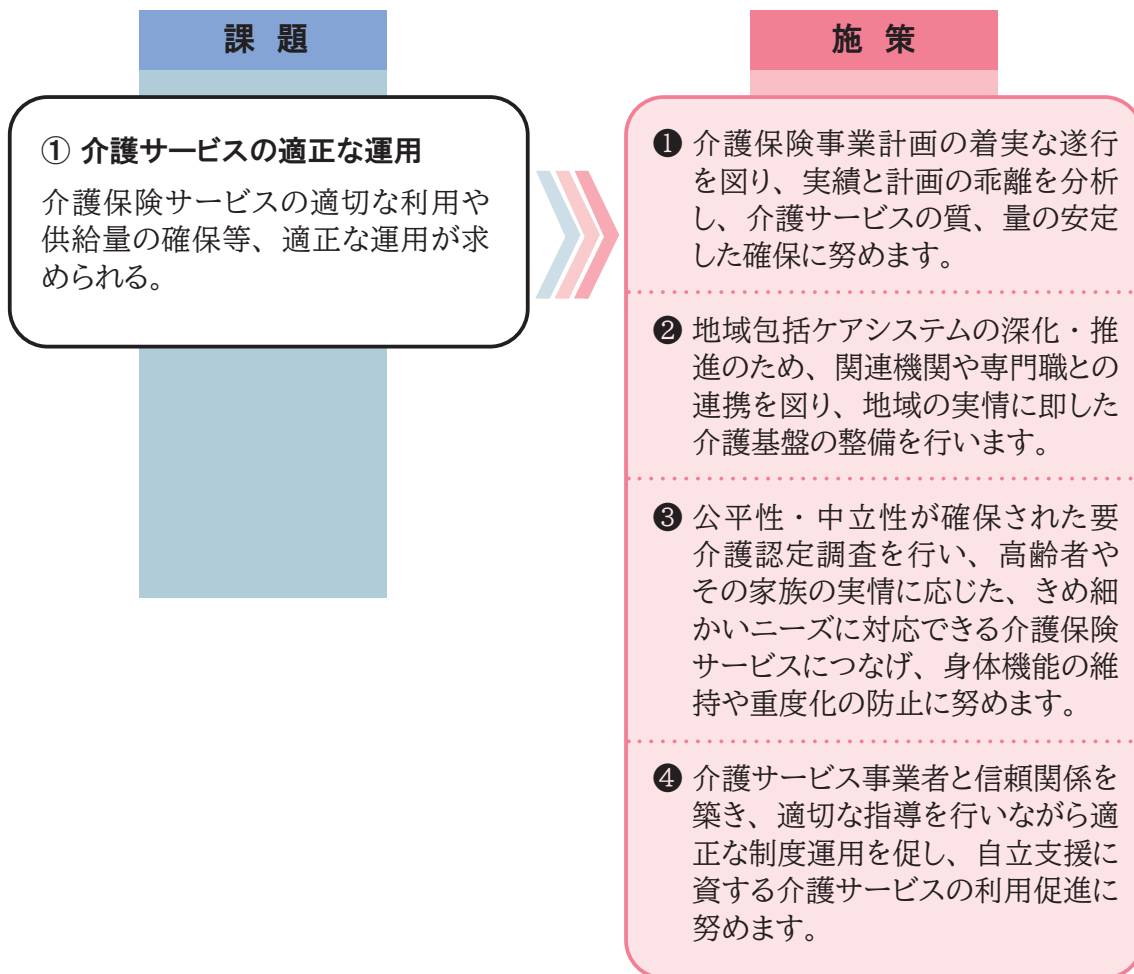 課題
① 介護サービスの適正な運用
介護保険サービスの適切な利用や
供給量の確保等、適正な運用が求
められる。
施策
❶ 介護保険事業計画の着実な遂行
を図り、実績と計画の乖離を分析
し、介護サービスの質、量の安定
した確保に努めます。
❷ 地域包括ケアシステムの深化・推
進のため、関連機関や専門職との
連携を図り、地域の実情に即した
介護基盤の整備を行います。
❸ 公平性・中立性が確保された要
介護認定調査を行い、高齢者や
その家族の実情に応じた、きめ細
かいニーズに対応できる介護保険
サービスにつなげ、身体機能の維
持や重度化の防止に努めます。
❹ 介護サービス事業者と信頼関係を
築き、適切な指導を行いながら適
正な制度運用を促し、自立支援に
資する介護サービスの利用促進に
努めます。